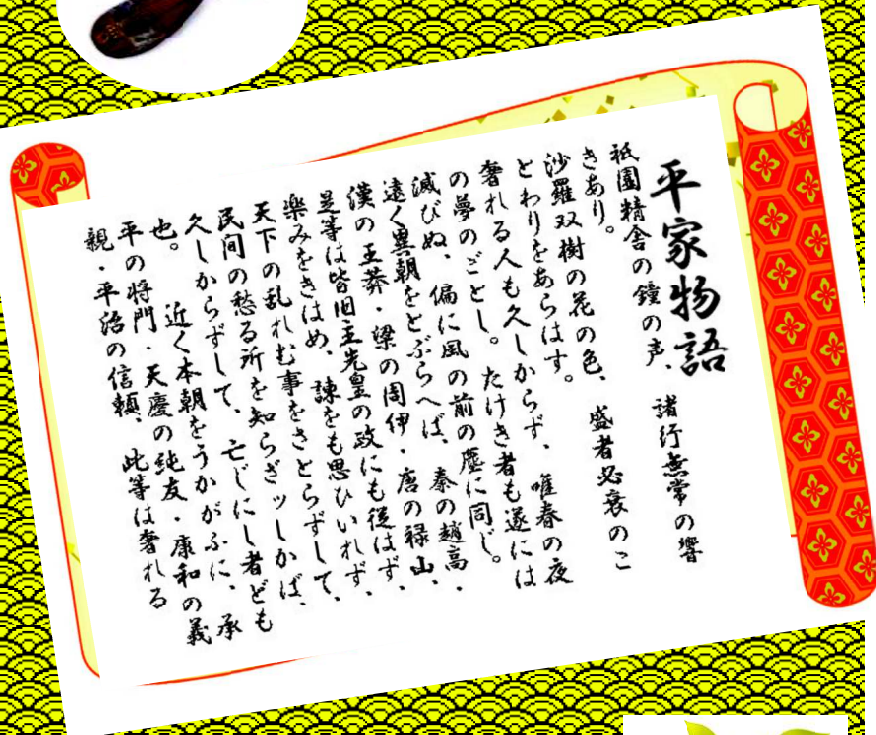 平家物語
祇園精舎の鐘の声、　諸行無常の響
きあり。
沙羅双樹の花の色、　盛者必衰のこ
とわりをあらはす。
奢れる人も久しからず、　唯春の夜
の夢のごとし。たけき者も遂には
滅びぬ、　偏に風の前の塵に同じ。
遠く異朝をとぶらへば、　秦の趙高・
漢の王莽・梁の周伊・唐の禄山、
是等は皆旧主先皇の政にも従はず、
楽みをきはめ、諫をも思ひいれず、
天下の乱れむ事をさとらずして、
民間の愁る所を知らざッしかば、
久しからずして、亡じにし者ども
也。　近く本朝をうかがふに、承
平の将門・天慶の純友・康和の義
親・平治の信頼、　此等は奢れる